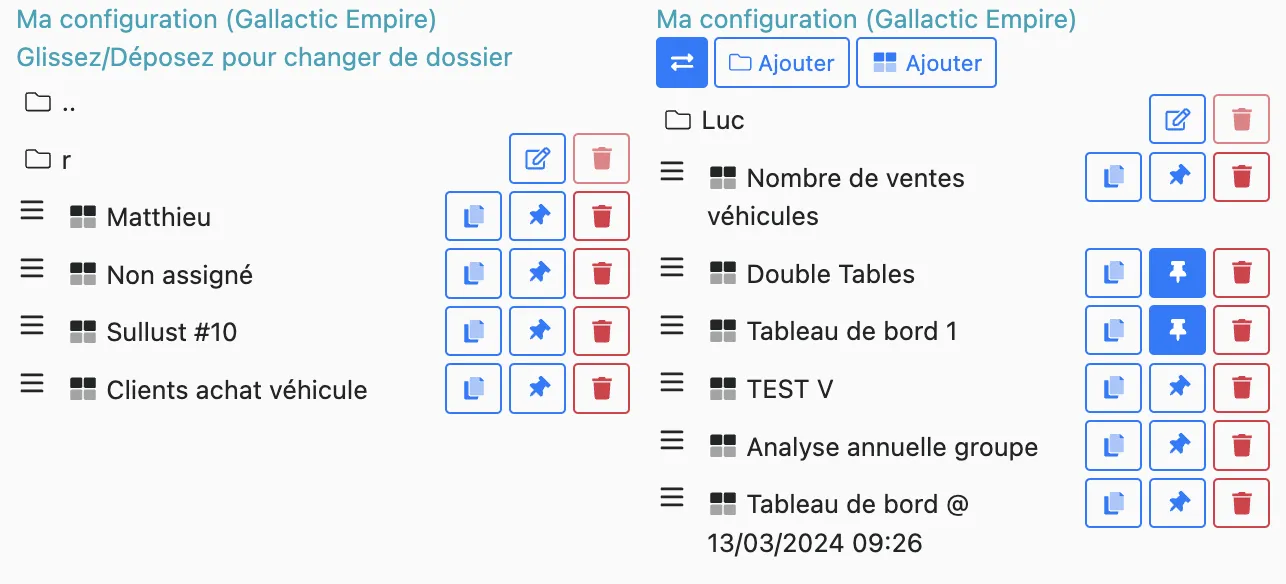 Ma configuration (Gallactic Empire)
Glissez/Déposez pour changer de dossier
..
r
Matthieu
Non assigné
Sullust #10
Clients achat véhicule
Ma configuration (Gallactic Empire)
Ajouter Ajouter
Luc
Nombre de ventes
véhicules
Double Tables
Tableau de bord 1
TEST V
Analyse annuelle groupe
Tableau de bord @
13/03/2024 09:26